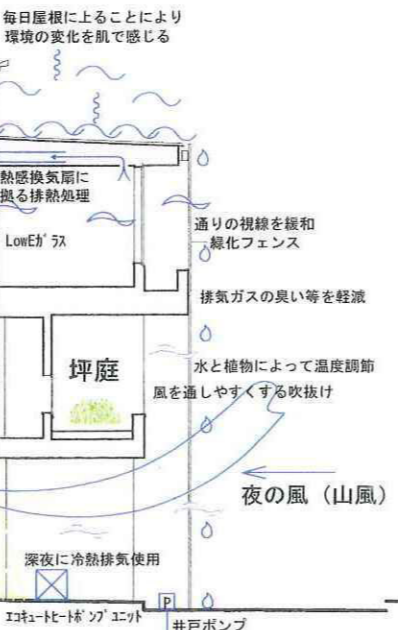 毎日屋根に上ることにより
環境の変化を肌で感じる
熱感換気扇に
拠る排熱処理
LowEガラス
通りの視線を緩和
緑化フェンス
排気ガスの臭い等を軽減
坪庭
水と植物によって温度調節
風を通しやすくする吹抜け
夜の風（山風）
深夜に冷熱排気使用
P
エコキュートヒートポンプユニット
井戸ポンプ